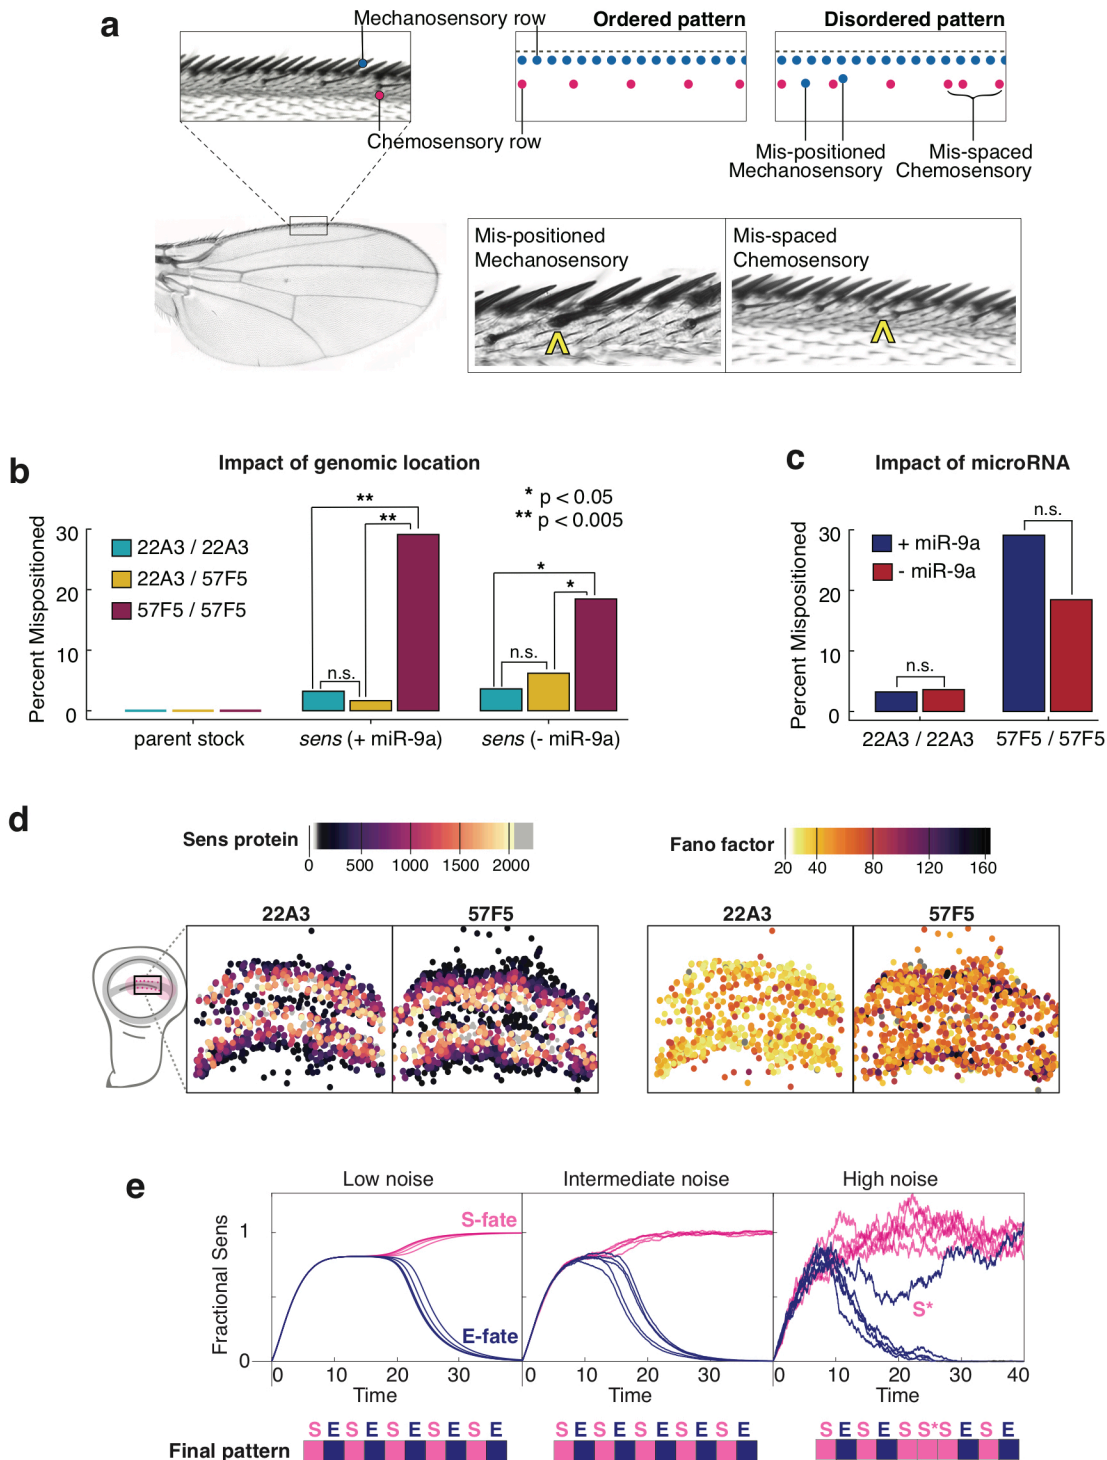 a
Mechanosensory row
Ordered pattern
Disordered pattern
Chemosensory row
Mis-positioned
Mechanosensory
Mis-spaced
Chemosensory
Mis-positioned
Mechanosensory
Mis-spaced
Chemosensory
b
Impact of genomic location
Percent Mispositioned
30
20
10
0
22A3 / 22A3
22A3 / 57F5
57F5 / 57F5
**
**
n.s.
* p < 0.05
** p < 0.005
*
*
n.s.
parent stock
sens (+ miR-9a)
sens (- miR-9a)
c
Impact of microRNA
Percent Mispositioned
30
20
10
0
+ miR-9a
- miR-9a
n.s.
n.s.
22A3 / 22A3
57F5 / 57F5
d
Sens protein
0 500 1000 1500 2000
Fano factor
20 40 80 120 160
22A3
57F5
22A3
57F5
e
Low noise
Intermediate noise
High noise
Fractional Sens
1
0
S-fate
E-fate
S*
0 10 20 30
0 10 20 30
0 10 20 30 40
Time
Time
Time
S E S E S E S E S E
S E S E S E S E S E
S E S E S S* S E S E
Final pattern